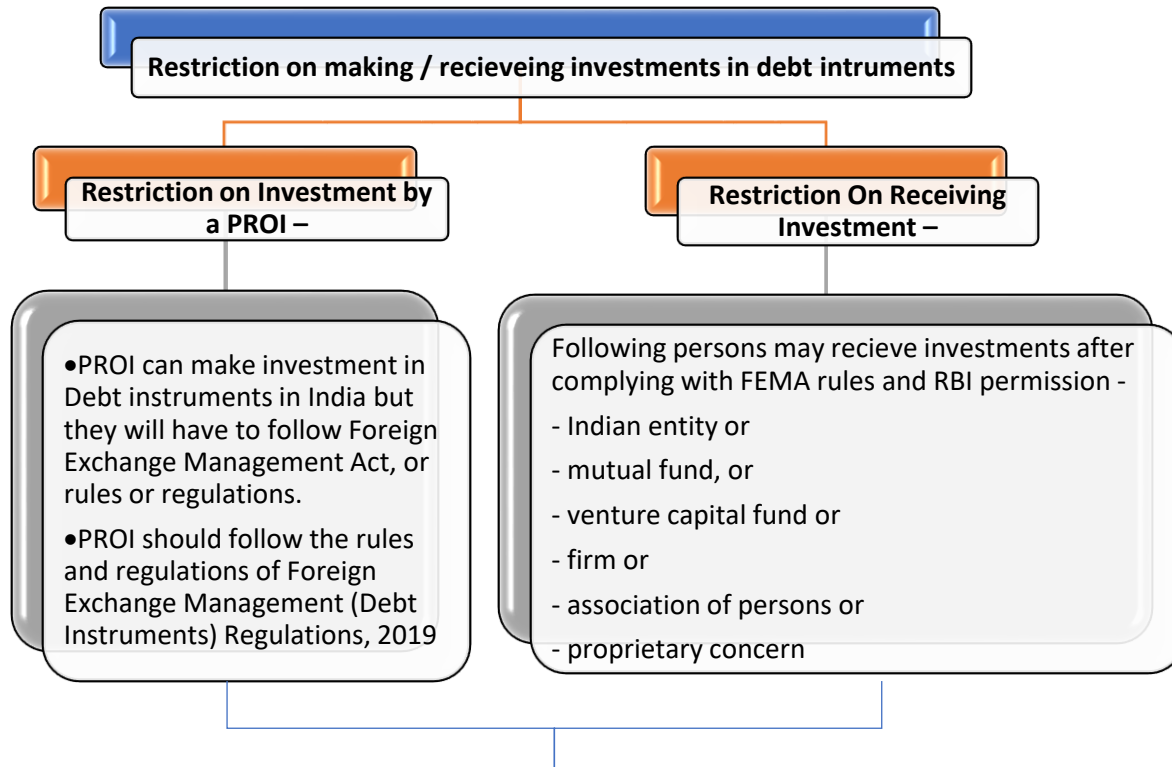 Restriction on making / recieveing investments in debt intruments
Restriction on Investment by
a PROI –
•PROI can make investment in
Debt instruments in India but
they will have to follow Foreign
Exchange Management Act, or
rules or regulations.
•PROI should follow the rules
and regulations of Foreign
Exchange Management (Debt
Instruments) Regulations, 2019
Restriction On Receiving
Investment –
Following persons may recieve investments after
complying with FEMA rules and RBI permission -
- Indian entity or
- mutual fund, or
- venture capital fund or
- firm or
- association of persons or
- proprietary concern